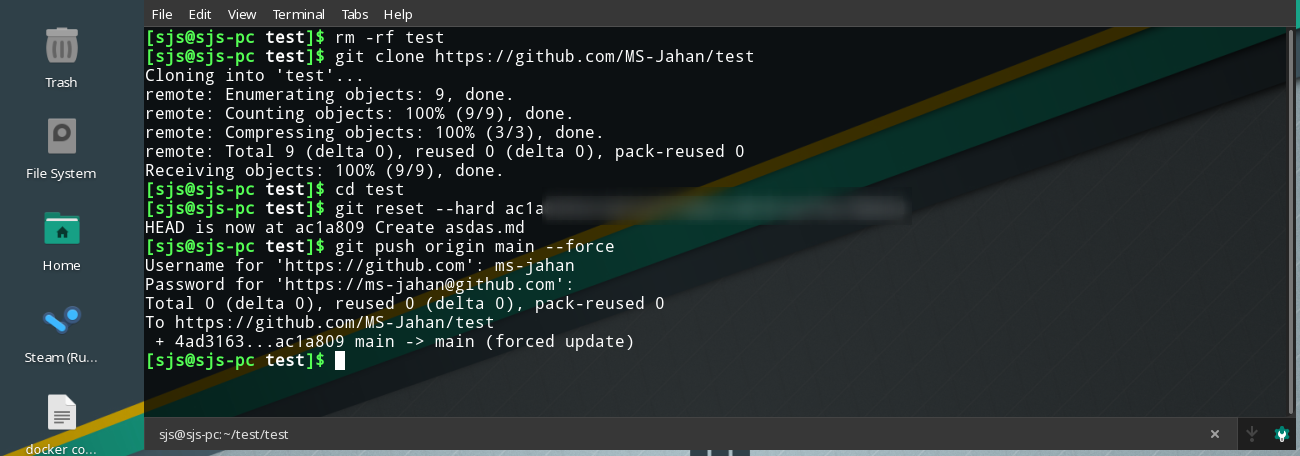 File Edit View Terminal Tabs Help
[sjs@sjs-pc test]$ rm -rf test
[sjs@sjs-pc test]$ git clone https://github.com/MS-Jahan/test
Cloning into 'test'...
remote: Enumerating objects: 9, done.
remote: Counting objects: 100% (9/9), done.
remote: Compressing objects: 100% (3/3), done.
remote: Total 9 (delta 0), reused 0 (delta 0), pack-reused 0
Receiving objects: 100% (9/9), done.
[sjs@sjs-pc test]$ cd test
[sjs@sjs-pc test]$ git reset --hard ac1a
HEAD is now at ac1a809 Create asdas.md
[sjs@sjs-pc test]$ git push origin main --force
Username for 'https://github.com': ms-jahan
Password for 'https://ms-jahan@github.com':
Total 0 (delta 0), reused 0 (delta 0), pack-reused 0
To https://github.com/MS-Jahan/test
 + 4ad3163...ac1a809 main -> main (forced update)
[sjs@sjs-pc test]$
sjs@sjs-pc:~/test/test
Trash
File System
Home
Steam (Ru...
docker co...